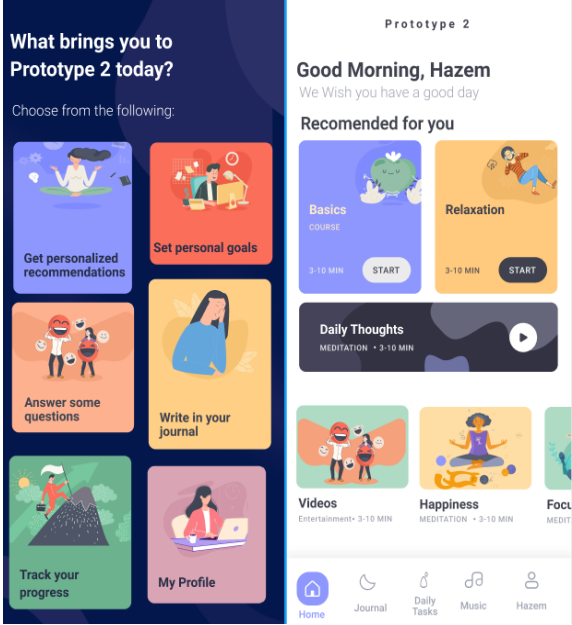 What brings you to
Prototype 2 today?
Choose from the following:
Get personalized
recommendations
Set personal goals
Answer some
questions
Write in your
journal
Track your
progress
My Profile
Prototype 2
Good Morning, Hazem
We Wish you have a good day
Recomended for you
Basics
COURSE
3-10 MIN
START
Relaxation
3-10 MIN
START
Daily Thoughts
MEDITATION • 3-10 MIN
Videos
Entertainment• 3-10 MIN
Happiness
MEDITATION • 3-10 MIN
Focu
MEDIT
Home
Journal
Daily
Tasks
Music
Hazem